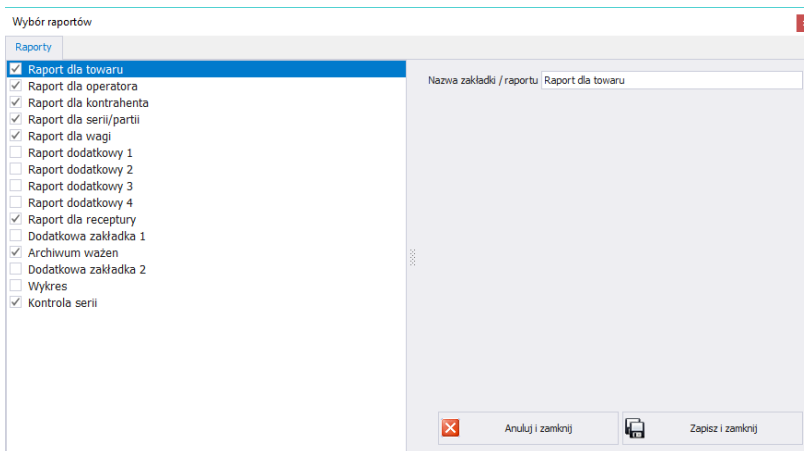 Wybór raportów
Raporty
Raport dla towaru
Raport dla operatora
Raport dla kontrahenta
Raport dla serii/partii
Raport dla wagi
Raport dodatkowy 1
Raport dodatkowy 2
Raport dodatkowy 3
Raport dodatkowy 4
Raport dla receptury
Dodatkowa zakładka 1
Archiwum ważen
Dodatkowa zakładka 2
Wykres
Kontrola serii
Nazwa zakładki / raportu Raport dla towaru
Anuluj i zamknij
Zapisz i zamknij